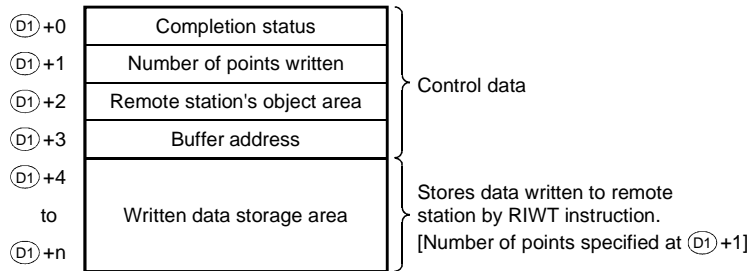 D1 +0 Completion status
D1 +1 Number of points written
D1 +2 Remote station's object area
D1 +3 Buffer address
Control data
D1 +4
to Written data storage area
D1 +n
Stores data written to remote
station by RIWT instruction.
[Number of points specified at D1 +1]